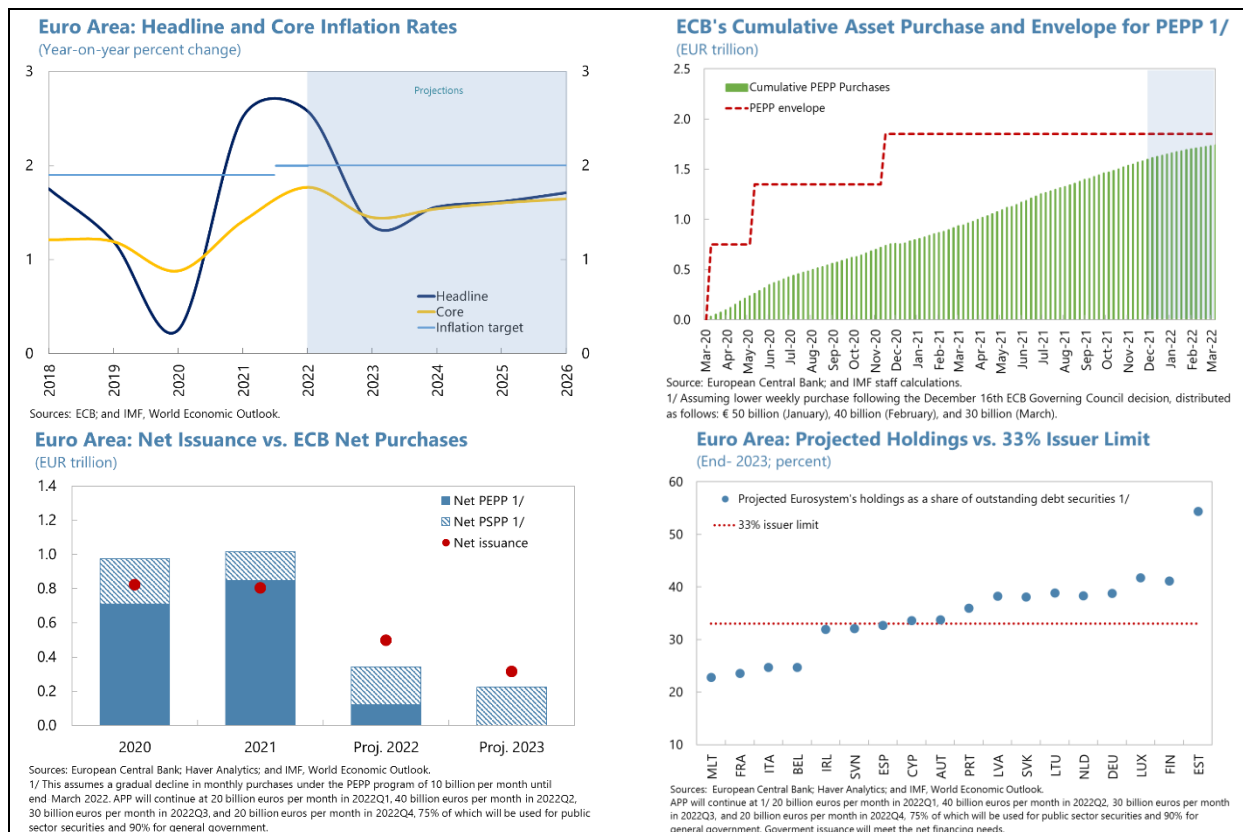 Euro Area: Headline and Core Inflation Rates
(Year-on-year percent change)
3
3
Projections
2
2
1
1
Headline
Core
Inflation target
0
0
2018
2019
2020
2021
2022
2023
2024
2025
2026
Sources: ECB; and IMF, World Economic Outlook.
ECB's Cumulative Asset Purchase and Envelope for PEPP 1/
(EUR trillion)
2.5
Cumulative PEPP Purchases
PEPP envelope
2.0
1.5
1.0
0.5
0.0
Mar-20
Apr-20
May-20
Jun-20
Jul-20
Aug-20
Sep-20
Oct-20
Nov-20
Dec-20
Jan-21
Feb-21
Mar-21
Apr-21
May-21
Jun-21
Jul-21
Aug-21
Sep-21
Oct-21
Nov-21
Dec-21
Jan-22
Feb-22
Mar-22
Source: European Central Bank; and IMF staff calculations.
1/ Assuming lower weekly purchase following the December 16th ECB Governing Council decision, distributed
as follows: € 50 billion (January), 40 billion (February), and 30 billion (March).
Euro Area: Net Issuance vs. ECB Net Purchases
(EUR trillion)
1.4
Net PEPP 1/
1.2
Net PSPP 1/
Net issuance
1.0
0.8
0.6
0.4
0.2
0.0
2020
2021
Proj. 2022
Proj. 2023
Sources: European Central Bank; Haver Analytics; and IMF, World Economic Outlook.
1/ This assumes a gradual decline in monthly purchases under the PEPP program of 10 billion per month until
end March 2022. APP will continue at 20 billion euros per month in 2022Q1, 40 billion euros per month in 2022Q2,
30 billion euros per month in 2022Q3, and 20 billion euros per month in 2022Q4, 75% of which will be used for public
sector securities and 90% for general government.
Euro Area: Projected Holdings vs. 33% Issuer Limit
(End- 2023; percent)
60
Projected Eurosystem's holdings as a share of outstanding debt securities 1/
33% issuer limit
50
40
30
20
10
MLT
FRA
ITA
BEL
IRL
SVN
ESP
CYP
AUT
PRT
LVA
SVK
LTU
NLD
DEU
LUX
FIN
EST
Sources: European Central Bank; Haver Analytics; and IMF, World Economic Outlook.
APP will continue at 1/ 20 billion euros per month in 2022Q1, 40 billion euros per month in 2022Q2, 30 billion euros per month
in 2022Q3, and 20 billion euros per month in 2022Q4, 75% of which will be used for public sector securities and 90% for
general government. Goverment issuance will meet the net financing needs.